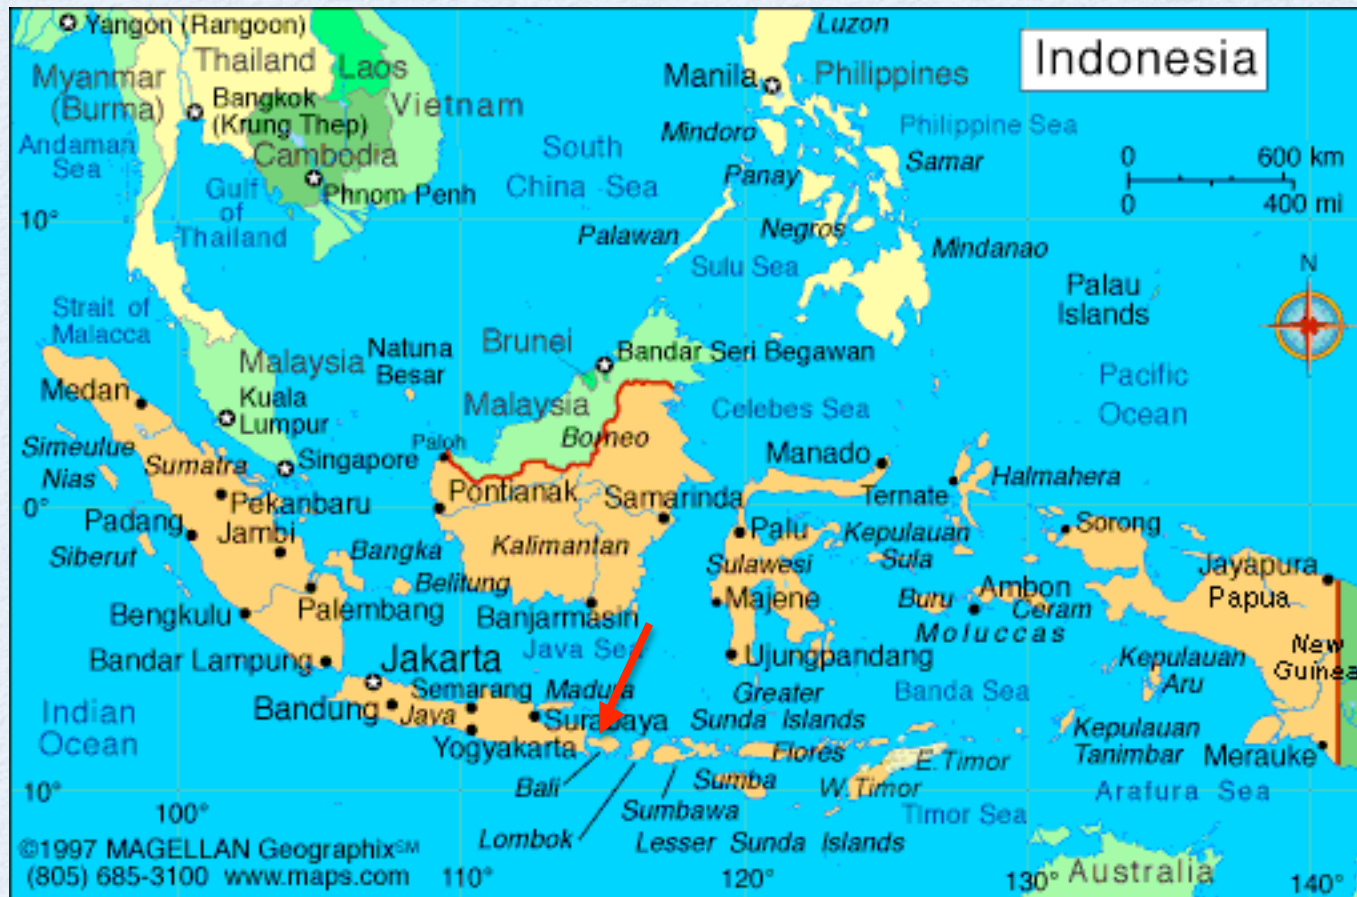 Yangon (Rangoon)
Luzon
Indonesia
Thailand
Laos
Myanmar
(Burma)
Manila
Philippines
Bangkok
(Krung Thep)
Vietnam
Philippine Sea
Mindoro
Andaman
Sea
South
China Sea
Cambodia
Samar
0 600 km
0 400 mi
Panay
Gulf
of
Thailand
Phnom Penh
10°
Palawan
Negros
Mindanao
Sulu Sea
N
Palau
Islands
Strait of
Malacca
Brunei
Bandar Seri Begawan
Malaysia
Natuna
Besar
Pacific
Ocean
Medan
Kuala
Lumpur
Malaysia
Celebes Sea
Borneo
Paloh
Simeulue
Nias
Sumatra
Singapore
Manado
Halmahera
Ternate
Pekanbaru
Pontianak
Samarinda
0°
Padang
Jambi
Palu
Kepulauan
Sula
Sorong
Siberut
Bangka
Kalimantan
Sulawesi
Jayapura
Belitung
Ambon
Papua
Bengkulu
Palembang
Banjarmasin
Majene
Buru
Ceram
Moluccas
Java Sea
New
Guinea
Bandar Lampung
Jakarta
Ujungpandang
Kepulauan
Aru
Semarang
Madura
Greater
Sunda Islands
Banda Sea
Indian
Ocean
Bandung
Java
Surabaya
Kepulauan
Tanimbar
Yogyakarta
Flores
E. Timor
Merauke
Bali
Sumba
W. Timor
Arafura Sea
10°
100°
Sumbawa
Timor Sea
Lombok
Lesser Sunda Islands
©1997 MAGELLAN Geographix℠
(805) 685-3100 www.maps.com
110°
120°
130°
Australia
140°